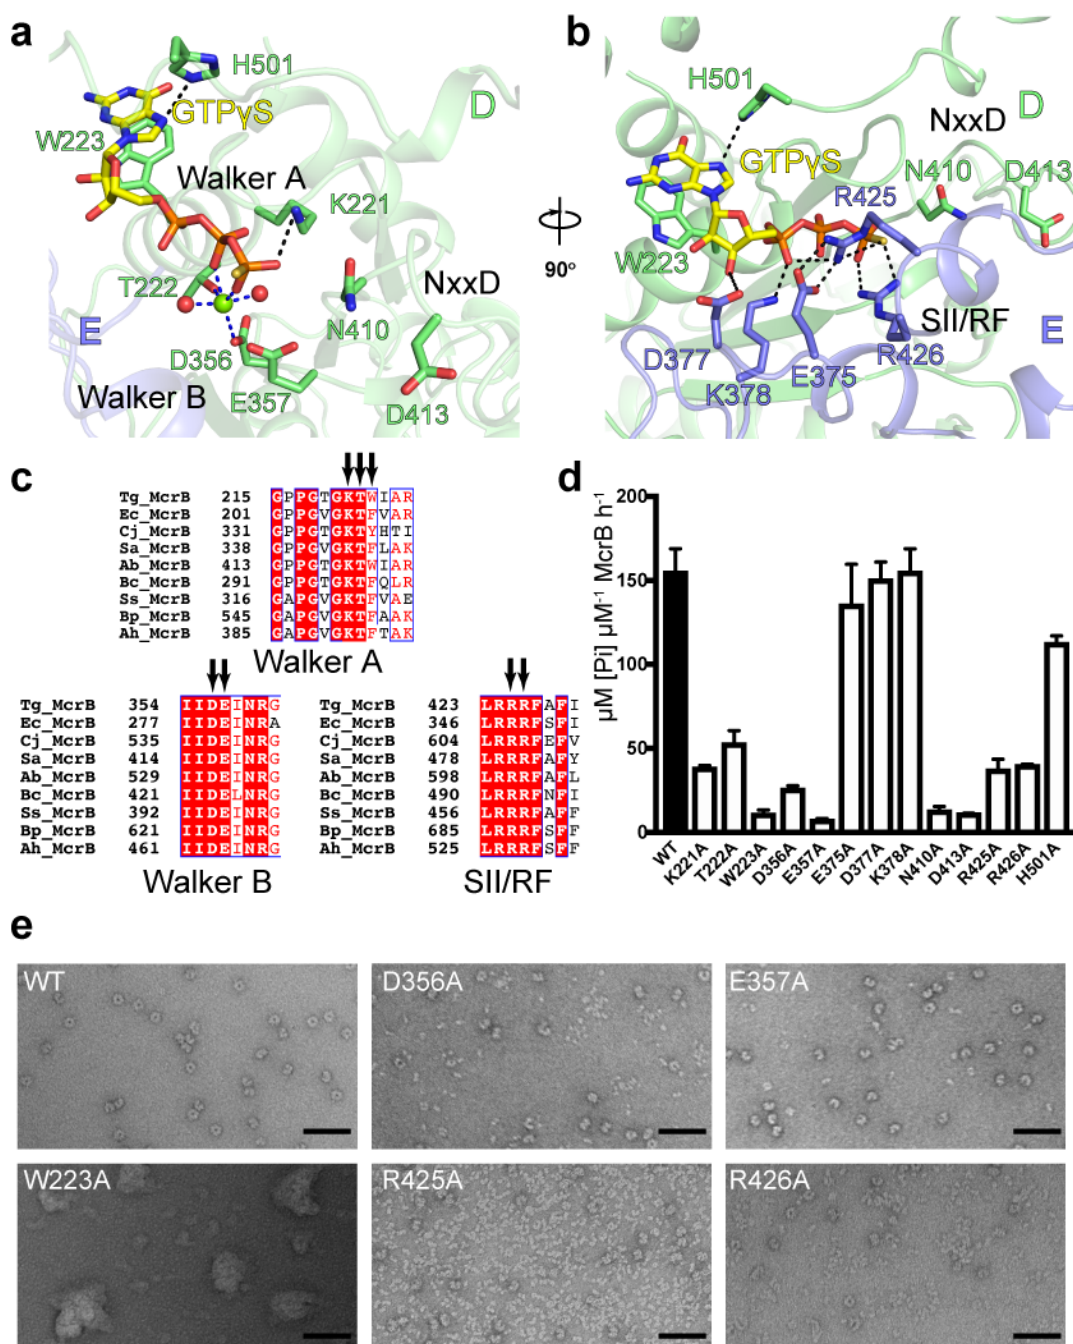 a
H501
GTPγS
W223
D
Walker A
K221
T222
NxxD
E
N410
D356
Walker B
E357
D413
90°
b
H501
D
NxxD
GTPγS
N410
D413
R425
W223
SII/RF
E
D377
R426
E375
K378
c
Tg_McrB 215 GPPGTGKTWIAR
Ec_McrB 201 GPPGVGKTFVAR
Cj_McrB 331 GPPGTGKTYHTI
Sa_McrB 338 GPPGVGKTFLAK
Ab_McrB 413 GPPGTGKTWIAR
Bc_McrB 291 GPPGTGKTFQLR
Ss_McrB 316 GAPGVGKTFVAE
Bp_McrB 545 GAPGVGKTFAAK
Ah_McrB 385 GAPGVGKTFTAK
Walker A
Tg_McrB 354 IIDEINRG
Ec_McrB 277 IIDEINRA
Cj_McrB 535 IIDEINRG
Sa_McrB 414 IIDEINRG
Ab_McrB 529 IIDEINRG
Bc_McrB 421 IIDELNRG
Ss_McrB 392 IIDEINRG
Bp_McrB 621 IIDEINRG
Ah_McrB 461 IIDEINRG
Walker B
Tg_McrB 423 LRRRFAFI
Ec_McrB 346 LRRRFSFI
Cj_McrB 604 LRRRFEFV
Sa_McrB 478 LRRRFAFY
Ab_McrB 598 LRRRFAFL
Bc_McrB 490 LRRRFNFI
Ss_McrB 456 LRRRFAFF
Bp_McrB 685 LRRRFSFF
Ah_McrB 525 LRRRFSFF
SII/RF
d
µM [Pi] µM⁻¹ McrB h⁻¹
200
150
100
50
0
WT
K221A
T222A
W223A
D356A
E357A
E375A
D377A
K378A
N410A
D413A
R425A
R426A
H501A
e
WT
D356A
E357A
W223A
R425A
R426A